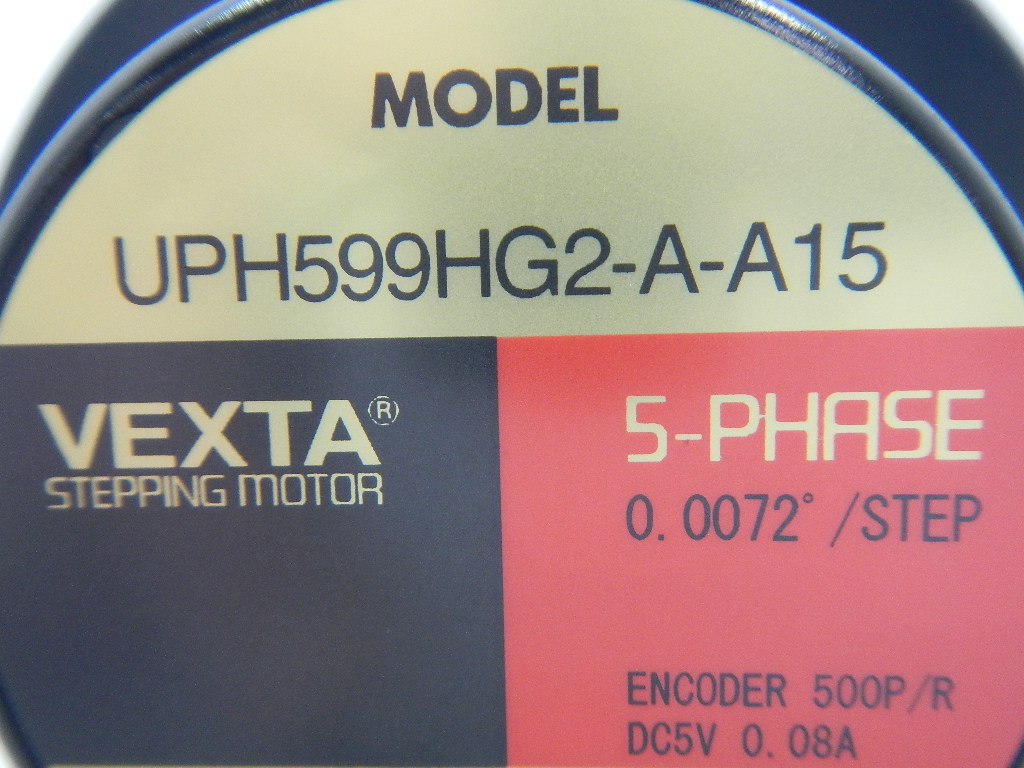 MODEL
UPH599HG2-A-A15
VEXTA®
STEPPING MOTOR
5-PHASE
0.0072°/STEP
ENCODER 500P/R
DC5V 0.08A